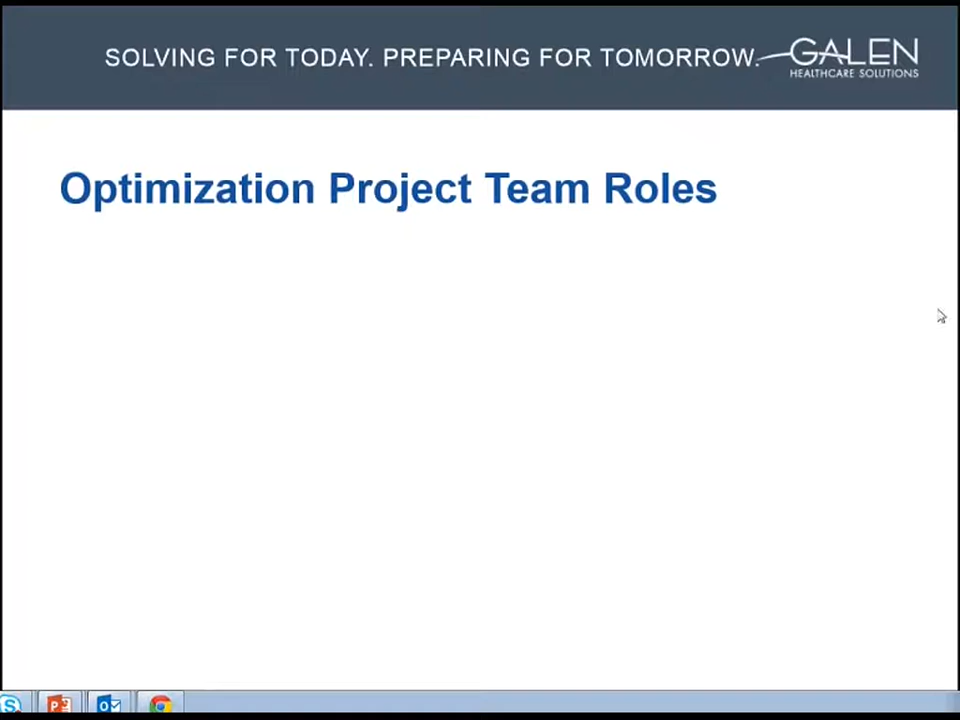 SOLVING FOR TODAY. PREPARING FOR TOMORROW.
GALEN
HEALTHCARE SOLUTIONS
Optimization Project Team Roles